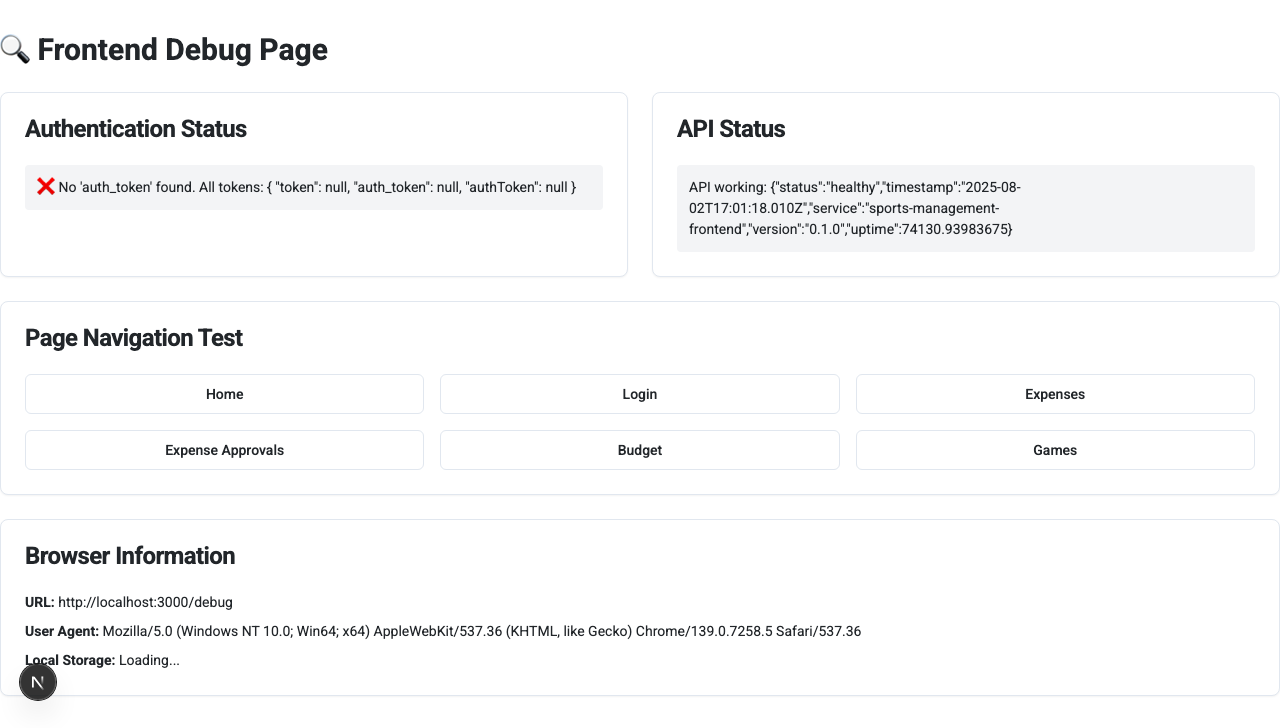 Frontend Debug Page
Authentication Status
No 'auth_token' found. All tokens: { "token": null, "auth_token": null, "authToken": null }
API Status
API working: {"status":"healthy","timestamp":"2025-08-
02T17:01:18.010Z","service":"sports-management-
frontend","version":"0.1.0","uptime":74130.93983675}
Page Navigation Test
Home
Login
Expenses
Expense Approvals
Budget
Games
Browser Information
URL: http://localhost:3000/debug
User Agent: Mozilla/5.0 (Windows NT 10.0; Win64; x64) AppleWebKit/537.36 (KHTML, like Gecko) Chrome/139.0.7258.5 Safari/537.36
Local Storage: Loading...
N